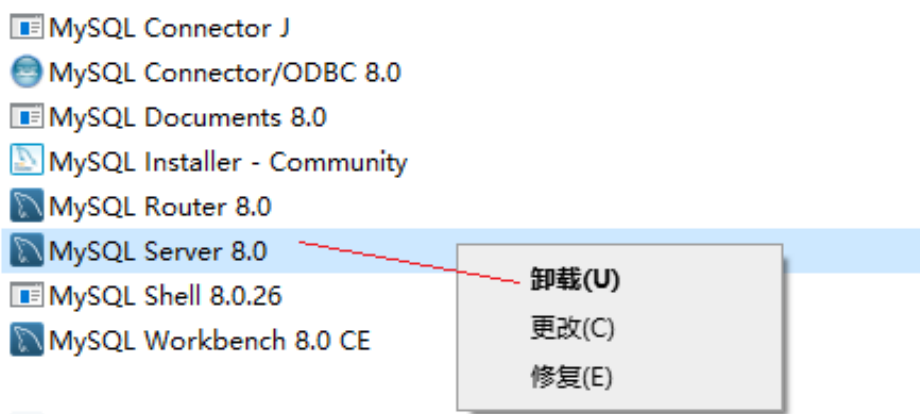 MySQL Connector J
MySQL Connector/ODBC 8.0
MySQL Documents 8.0
MySQL Installer - Community
MySQL Router 8.0
MySQL Server 8.0
卸载(U)
MySQL Shell 8.0.26
更改(C)
MySQL Workbench 8.0 CE
修复(E)